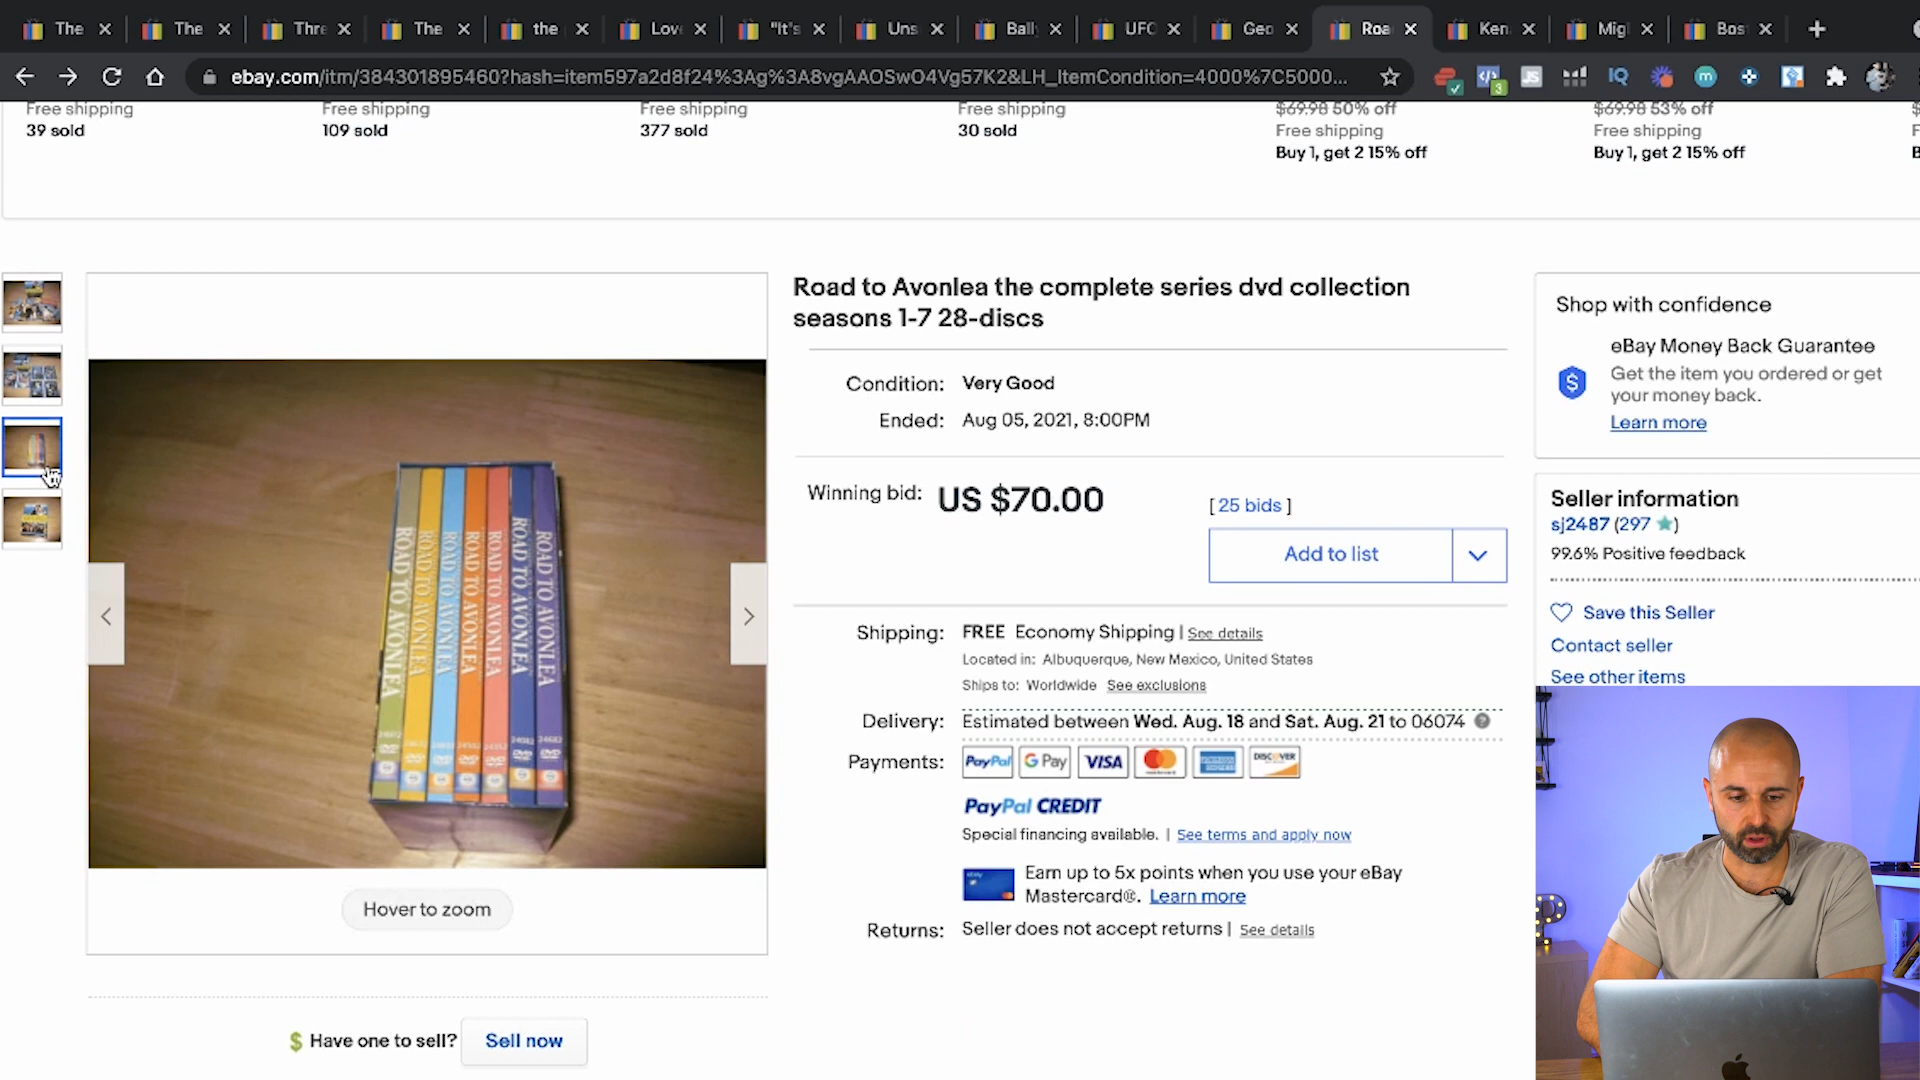 The
The
Thre
The
the
Lov
"It's
Uns
Bally
UFO
Geo
Roa
Ken
Migl
Bos
ebay.com/itm/384301895460?hash=item597a2d8f24%3Ag%3A8vgAAOSwO4Vg57K2&LH_ItemCondition=4000%7C5000...
JS
IQ
m
3
Free shipping
39 sold
Free shipping
109 sold
Free shipping
377 sold
Free shipping
30 sold
$69.98 50% off
Free shipping
Buy 1, get 2 15% off
$69.98 53% off
Free shipping
Buy 1, get 2 15% off
Road to Avonlea the complete series dvd collection
seasons 1-7 28-discs
Condition: Very Good
Ended: Aug 05, 2021, 8:00PM
Winning bid: US $70.00
[ 25 bids ]
Add to list
Shipping: FREE Economy Shipping | See details
Located in: Albuquerque, New Mexico, United States
Ships to: Worldwide See exclusions
Delivery: Estimated between Wed. Aug. 18 and Sat. Aug. 21 to 06074
Payments: PayPal G Pay VISA mastercard AMERICAN EXPRESS DISCOVER
PayPal CREDIT
Special financing available. | See terms and apply now
Earn up to 5x points when you use your eBay
Mastercard®. Learn more
Returns: Seller does not accept returns | See details
ROAD TO AVONLEA
ROAD TO AVONLEA
ROAD TO AVONLEA
ROAD TO AVONLEA
ROAD TO AVONLEA
ROAD TO AVONLEA
ROAD TO AVONLEA
Hover to zoom
$ Have one to sell? Sell now
Shop with confidence
eBay Money Back Guarantee
Get the item you ordered or get
your money back.
Learn more
Seller information
sj2487 (297 ★)
99.6% Positive feedback
Save this Seller
Contact seller
See other items